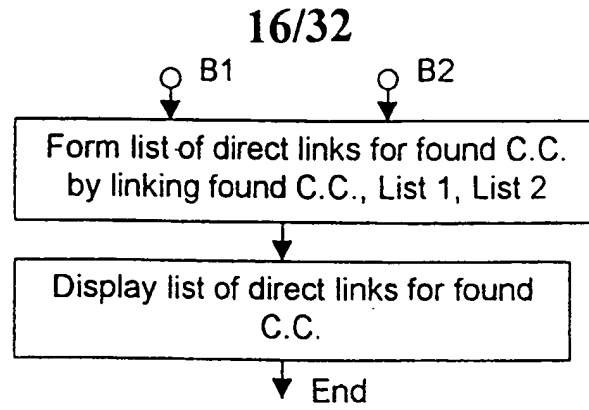 16/32
B1 B2
Form list of direct links for found C.C.
by linking found C.C., List 1, List 2
Display list of direct links for found
C.C.
End